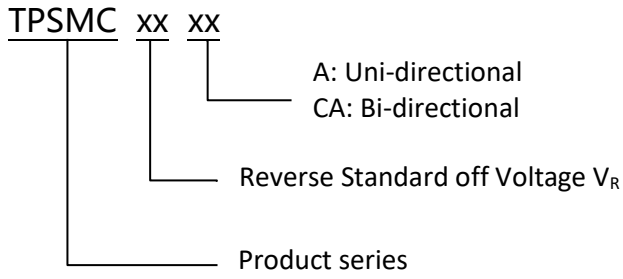 TPSMC xx xx
A: Uni-directional
CA: Bi-directional
Reverse Standard off Voltage VR
Product series